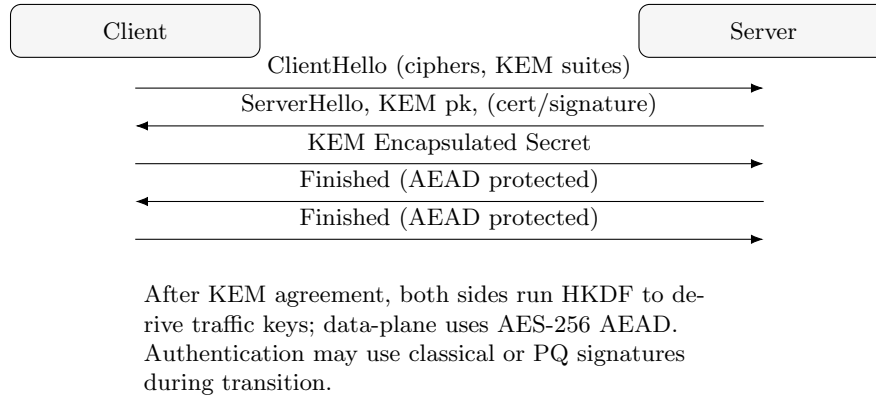 Client
Server
ClientHello (ciphers, KEM suites)
ServerHello, KEM pk, (cert/signature)
KEM Encapsulated Secret
Finished (AEAD protected)
Finished (AEAD protected)
After KEM agreement, both sides run HKDF to de-
rive traffic keys; data-plane uses AES-256 AEAD.
Authentication may use classical or PQ signatures
during transition.